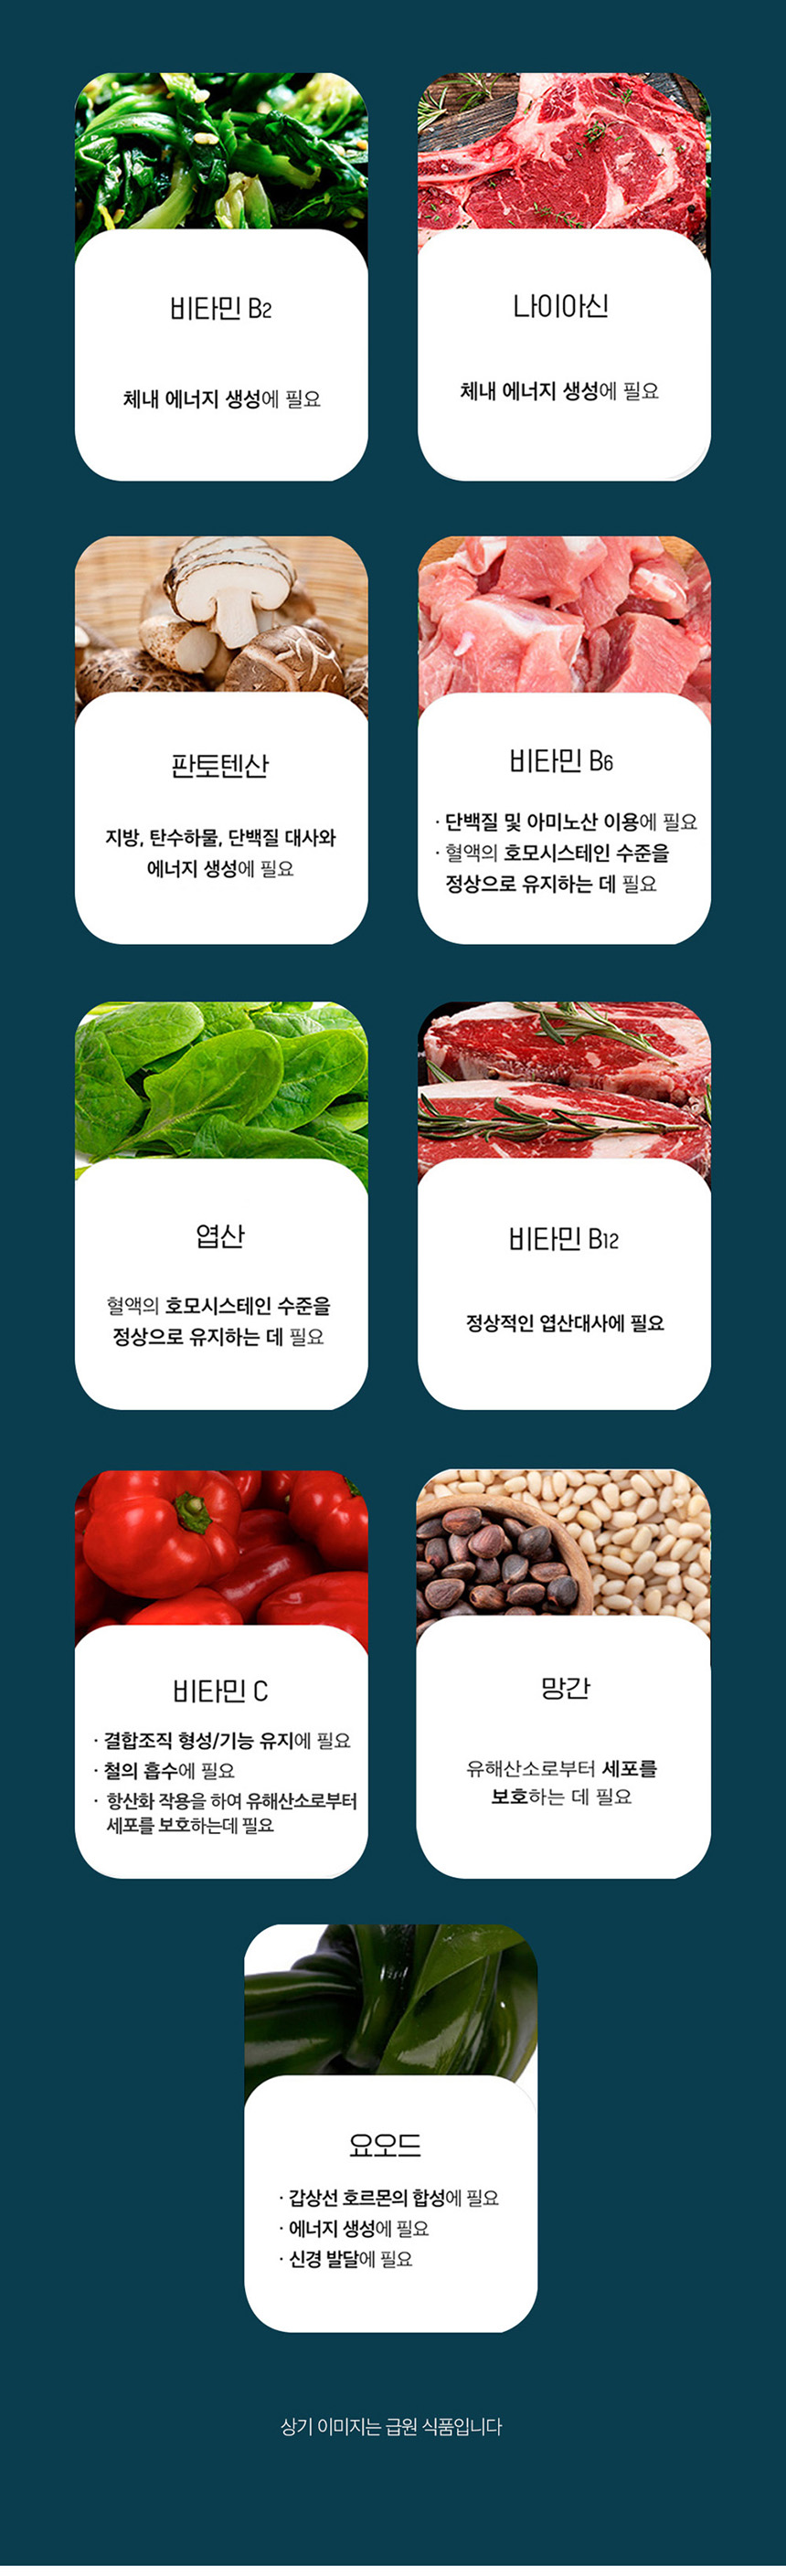 비타민 B2
체내 에너지 생성에 필요
나이아신
체내 에너지 생성에 필요
판토텐산
지방, 탄수하물, 단백질 대사와
에너지 생성에 필요
비타민 B6
· 단백질 및 아미노산 이용에 필요
· 혈액의 호모시스테인 수준을
정상으로 유지하는 데 필요
엽산
혈액의 호모시스테인 수준을
정상으로 유지하는 데 필요
비타민 B12
정상적인 엽산대사에 필요
비타민 C
· 결합조직 형성/기능 유지에 필요
· 철의 흡수에 필요
· 항산화 작용을 하여 유해산소로부터
세포를 보호하는데 필요
망간
유해산소로부터 세포를
보호하는 데 필요
요오드
· 갑상선 호르몬의 합성에 필요
· 에너지 생성에 필요
· 신경 발달에 필요
상기 이미지는 급원 식품입니다